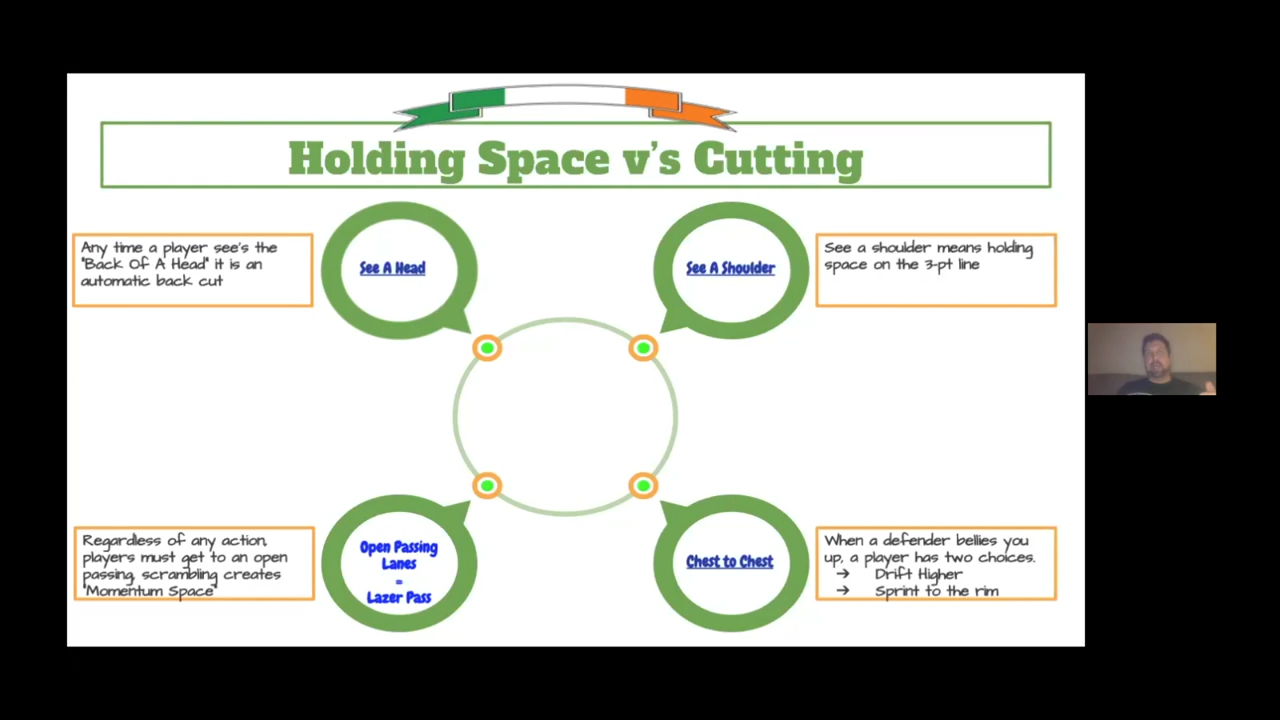 Holding Space v's Cutting
Any time a player see's the
"Back Of A Head" it is an
automatic back cut
See A Head
See A Shoulder
See a shoulder means holding
space on the 3-pt line
Regardless of any action,
players must get to an open
passing, scrambling creates
"Momentum Space"
Open Passing
Lanes
=
Lazer Pass
Chest to Chest
When a defender bellies you
up, a player has two choices.
→ Drift Higher
→ Sprint to the rim